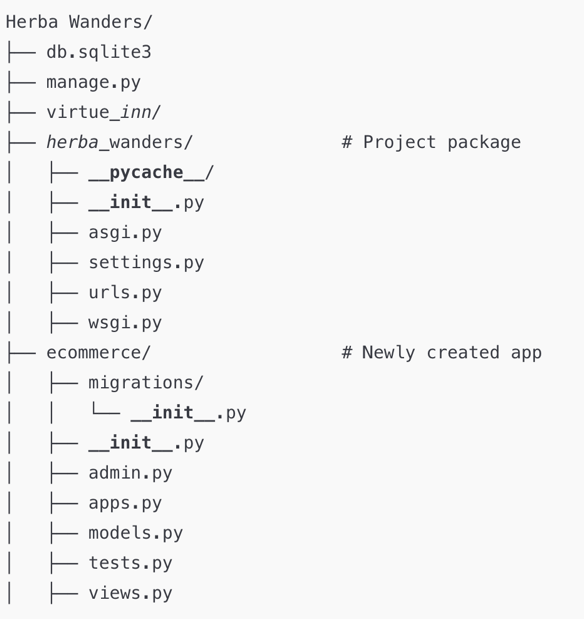 Herba Wanders/
├── db.sqlite3
├── manage.py
├── virtue_inn/
├── herba_wanders/              # Project package
│   ├── __pycache__/
│   ├── __init__.py
│   ├── asgi.py
│   ├── settings.py
│   ├── urls.py
│   ├── wsgi.py
├── ecommerce/                  # Newly created app
│   ├── migrations/
│   │   └── __init__.py
│   ├── __init__.py
│   ├── admin.py
│   ├── apps.py
│   ├── models.py
│   ├── tests.py
│   ├── views.py